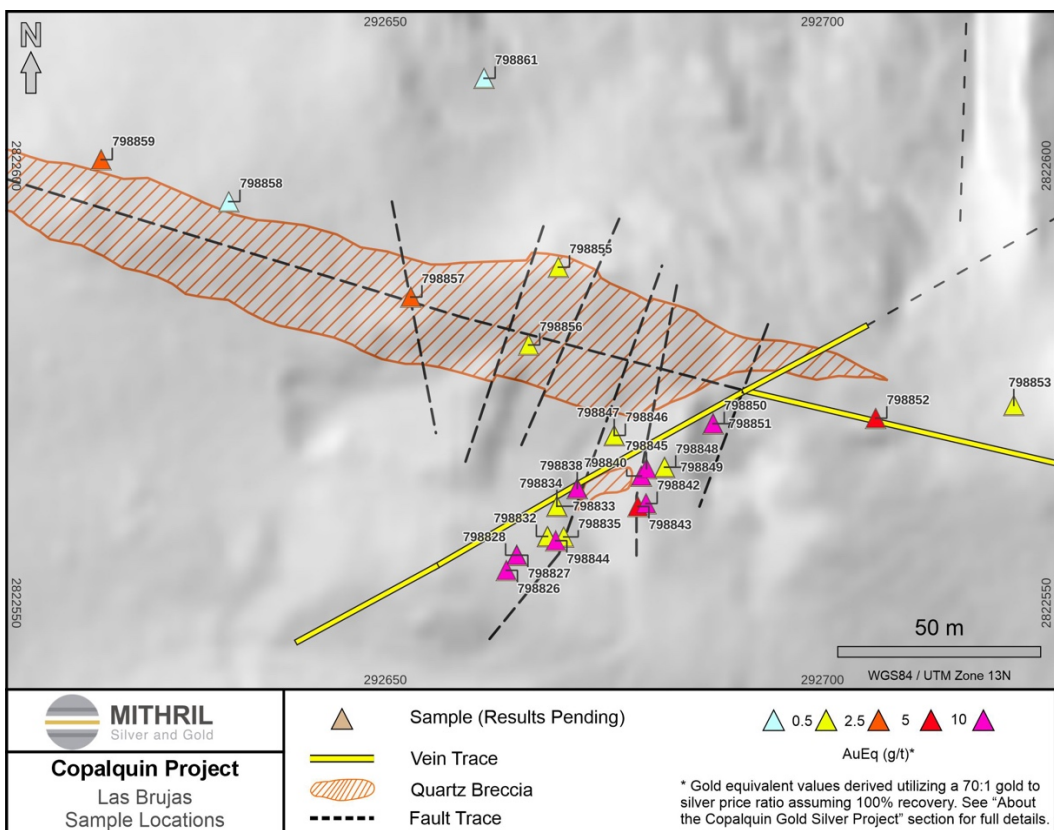 292650
292700
N
798861
2822600
2822600
798859
798858
798855
798857
798856
798853
798852
798847
798846
798850
798851
798845
798848
798849
798838
798840
798834
798842
798833
798843
798832
798835
798828
798844
798827
798826
2822550
2822550
50 m
WGS84 / UTM Zone 13N
292650
292700
MITHRIL
Silver and Gold
Copalquin Project
Las Brujas
Sample Locations
Sample (Results Pending)
Vein Trace
Quartz Breccia
Fault Trace
0.5
2.5
5
10
AuEq (g/t)*
* Gold equivalent values derived utilizing a 70:1 gold to
silver price ratio assuming 100% recovery. See “About
the Copalquin Gold Silver Project” section for full details.